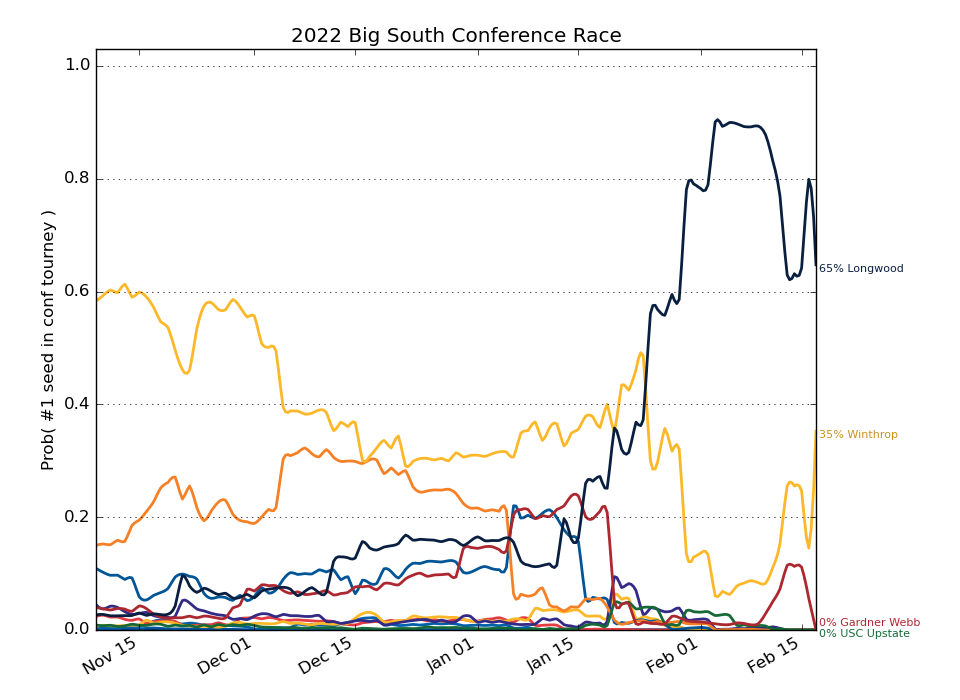 2022 Big South Conference Race
Prob( #1 seed in conf tourney )
1.0
0.8
0.6
0.4
0.2
0.0
65% Longwood
35% Winthrop
0% Gardner Webb
0% USC Upstate
Nov 15
Dec 01
Dec 15
Jan 01
Jan 15
Feb 01
Feb 15